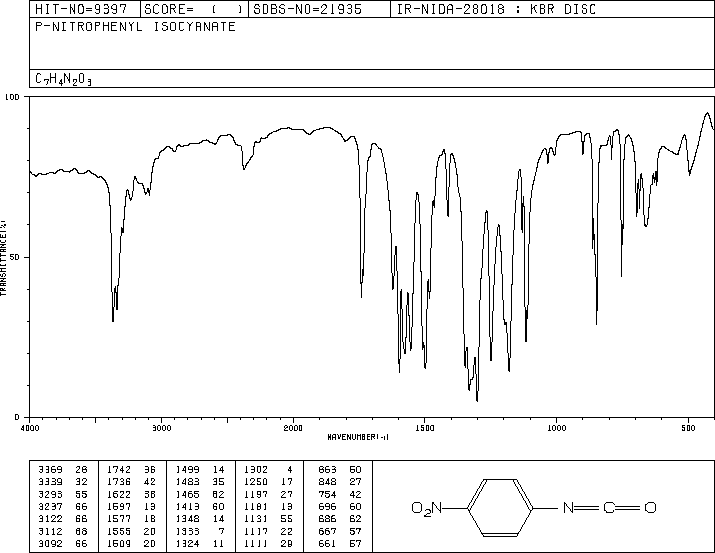 HIT-NO=9397 SCORE= ( ) SDBS-NO=21935 IR-NIDA-28018 : KBR DISC
P-NITROPHENYL ISOCYANATE
C7H4N2O3
100
TRANSMITTANCE(%)
50
0
4000 3000 2000 1500 1000 500
WAVENUMBER(-1)
3369 28 1742 36 1499 14 1302 4 863 50
3339 32 1736 42 1483 35 1250 17 848 27
3293 55 1622 38 1465 62 1197 27 754 42
3237 66 1597 13 1413 60 1181 13 696 60
3122 68 1577 18 1348 14 1131 55 686 62
3112 68 1555 20 1333 7 1117 22 667 57
3092 66 1509 20 1324 11 1111 29 661 57
O2N N C O